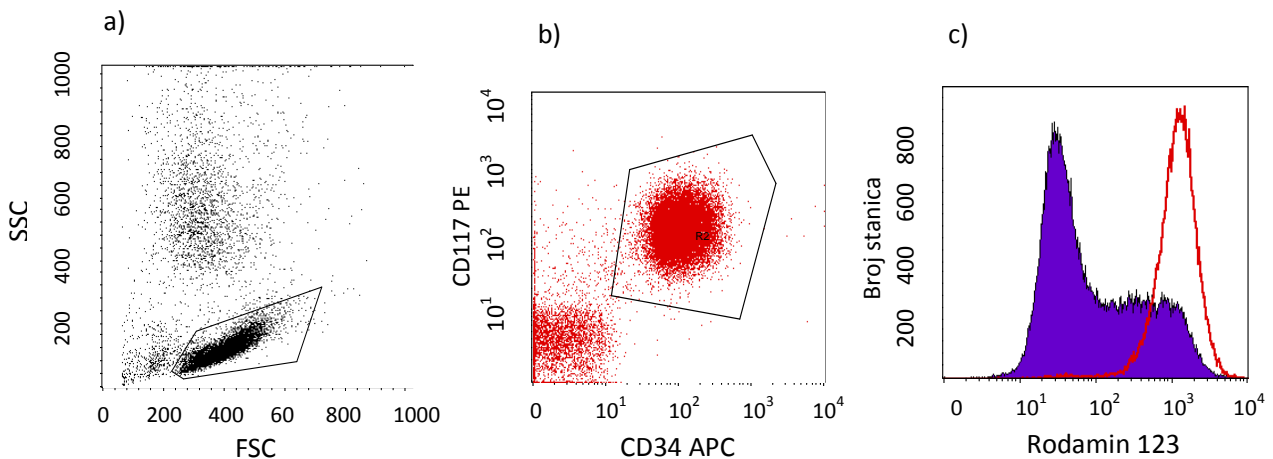 a)
SSC
1000
800
600
400
200
0 200 400 60 800 1000
FSC
b)
CD117 PE
10^4
10^3
10^2
10^1
R2
0 10^1 10^2 10^3 10^4
CD34 APC
c)
Broj stanica
800
600
400
200
0 10^1 10^2 10^3 10^4
Rodamin 123